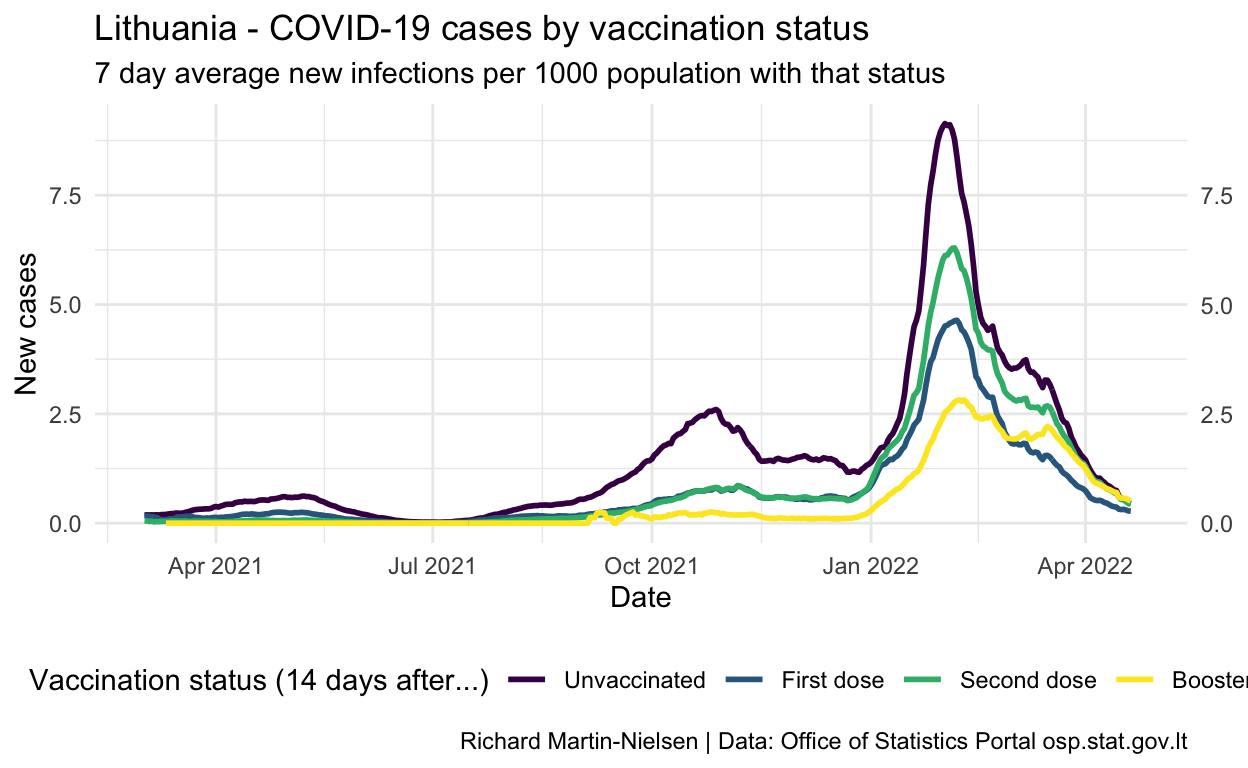 Lithuania - COVID-19 cases by vaccination status
7 day average new infections per 1000 population with that status
New cases
7.5
5.0
2.5
0.0
7.5
5.0
2.5
0.0
Apr 2021 Jul 2021 Oct 2021 Jan 2022 Apr 2022
Date
Vaccination status (14 days after...) Unvaccinated First dose Second dose Booster
Richard Martin-Nielsen | Data: Office of Statistics Portal osp.stat.gov.lt